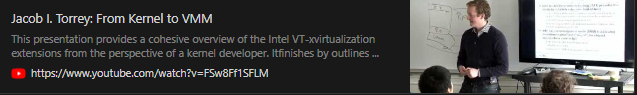 Jacob I. Torrey: From Kernel to VMM
This presentation provides a cohesive overview of the Intel VT-xvirtualization
extensions from the perspective of a kernel developer. Itfinishes by outlines ...
https://www.youtube.com/watch?v=FSw8Ff1SFLM